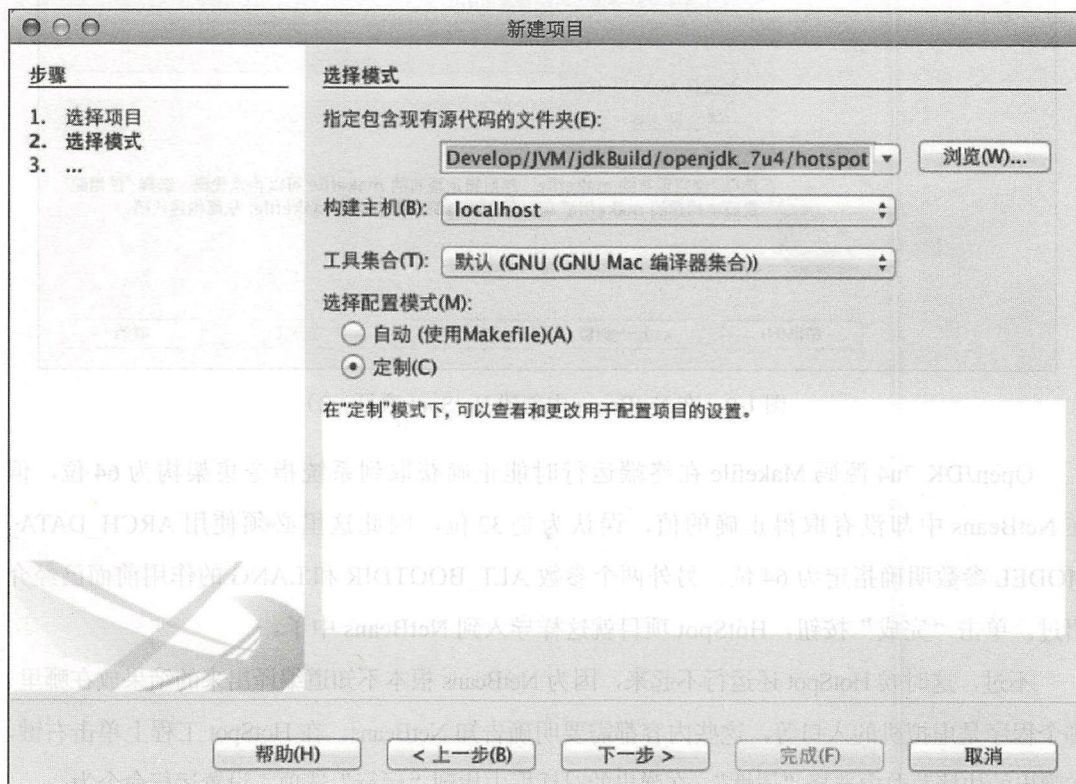 新建项目
步骤
1. 选择项目
2. 选择模式
3. ...
选择模式
指定包含现有源代码的文件夹(E):
Develop/JVM/jdkBuild/openjdk_7u4/hotspot
浏览(W)...
构建主机(B): localhost
工具集合(T): 默认 (GNU (GNU Mac 编译器集合))
选择配置模式(M):
自动 (使用Makefile)(A)
定制(C)
在“定制”模式下, 可以查看和更改用于配置项目的设置。
帮助(H) < 上一步(B) 下一步 > 完成(F) 取消